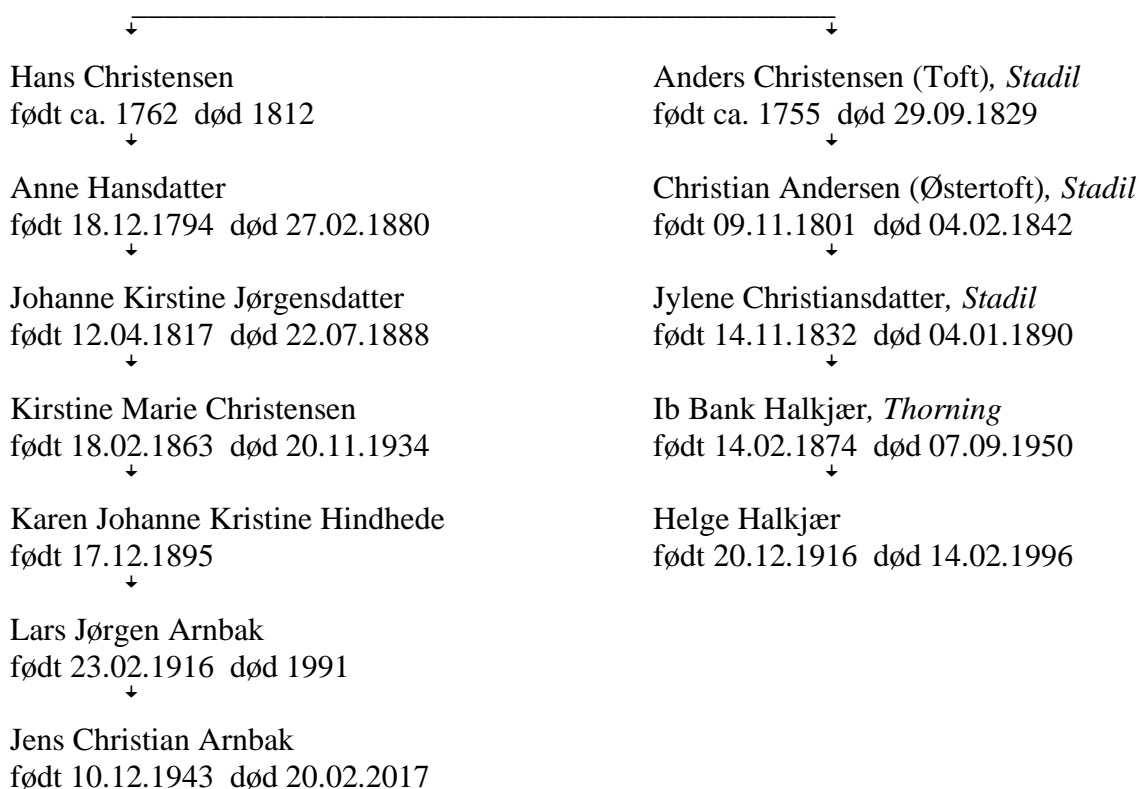 Hans Christensen
født ca. 1762 død 1812
Anne Hansdatter
født 18.12.1794 død 27.02.1880
Johanne Kirstine Jørgensdatter
født 12.04.1817 død 22.07.1888
Kirstine Marie Christensen
født 18.02.1863 død 20.11.1934
Karen Johanne Kristine Hindhede
født 17.12.1895
Lars Jørgen Arnbak
født 23.02.1916 død 1991
Jens Christian Arnbak
født 10.12.1943 død 20.02.2017
Anders Christensen (Toft), Stadil
født ca. 1755 død 29.09.1829
Christian Andersen (Østertoft), Stadil
født 09.11.1801 død 04.02.1842
Jylene Christiansdatter, Stadil
født 14.11.1832 død 04.01.1890
Ib Bank Halkjær, Thorning
født 14.02.1874 død 07.09.1950
Helge Halkjær
født 20.12.1916 død 14.02.1996